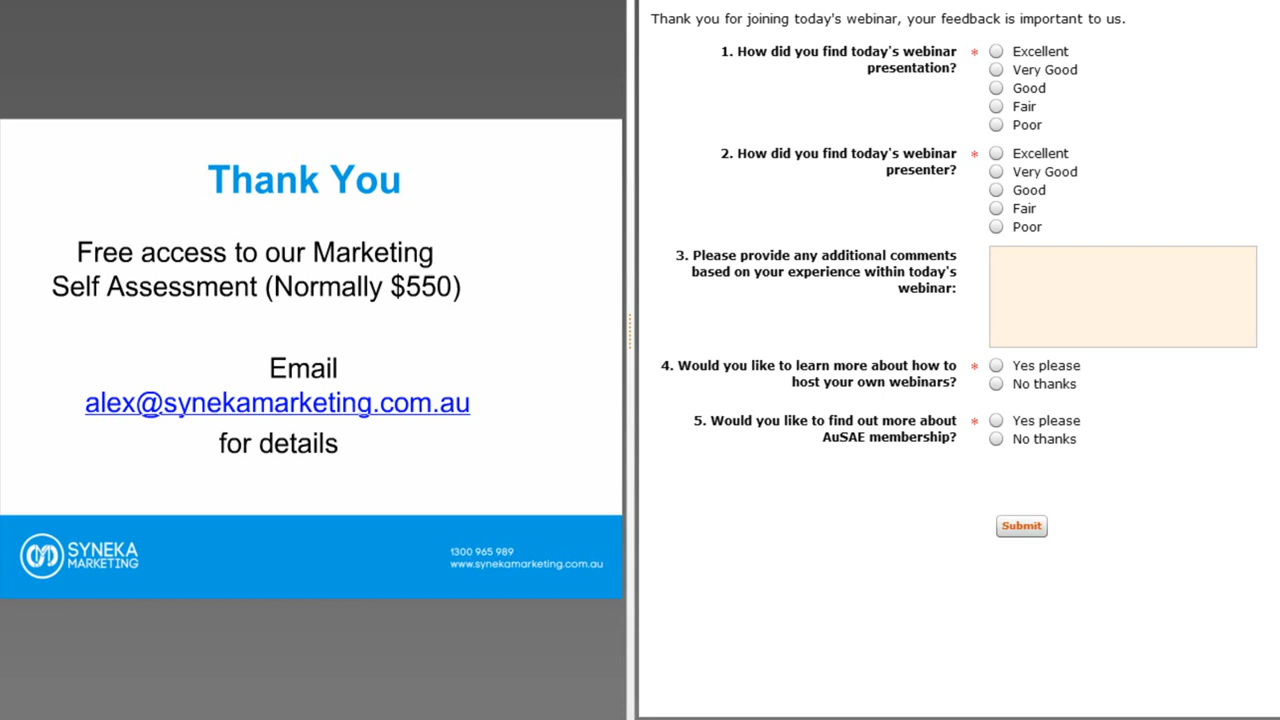 Thank You
Free access to our Marketing
Self Assessment (Normally $550)
Email
alex@synekamarketing.com.au
for details
SYNEKA
MARKETING
1300 965 989
www.synekamarketing.com.au
Thank you for joining today's webinar, your feedback is important to us.
1. How did you find today's webinar
presentation?
*
Excellent
Very Good
Good
Fair
Poor
2. How did you find today's webinar
presenter?
*
Excellent
Very Good
Good
Fair
Poor
3. Please provide any additional comments
based on your experience within today's
webinar:
4. Would you like to learn more about how to
host your own webinars?
*
Yes please
No thanks
5. Would you like to find out more about
AuSAE membership?
*
Yes please
No thanks
Submit